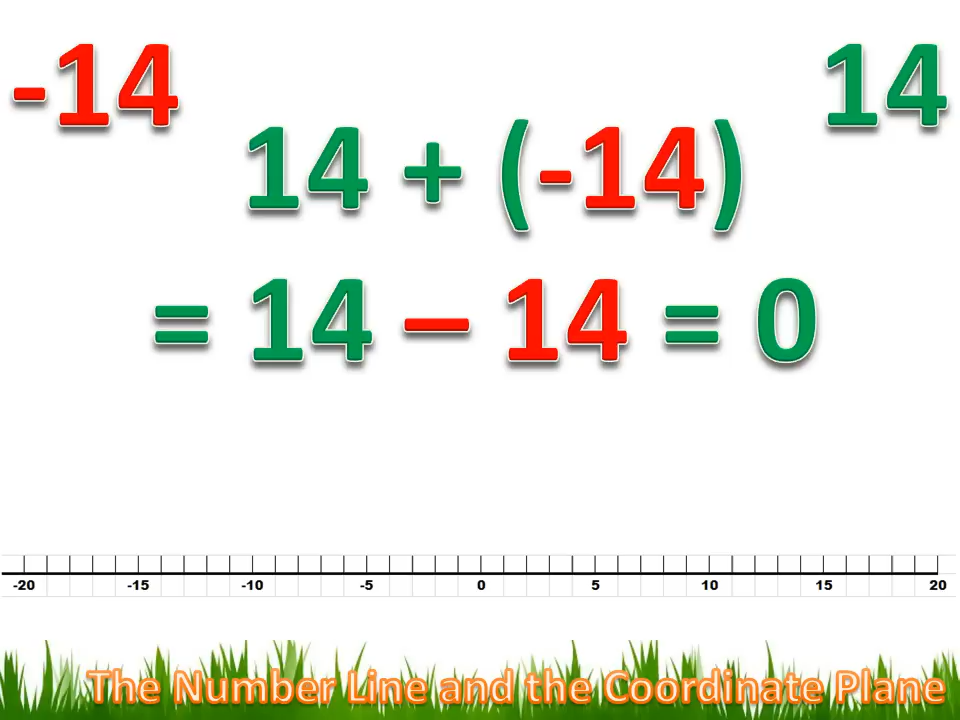 -14 14
14 + (-14)
= 14 – 14 = 0
-20 -15 -10 -5 0 5 10 15 20
The Number Line and the Coordinate Plane